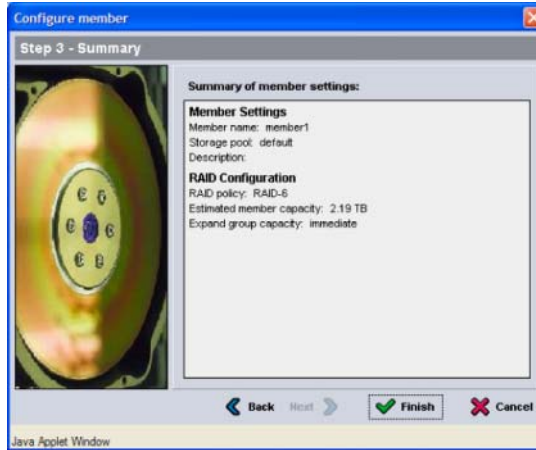 Configure member
Step 3 - Summary
Summary of member settings:
Member Settings
Member name: member1
Storage pool: default
Description:
RAID Configuration
RAID policy: RAID-6
Estimated member capacity: 2.19 TB
Expand group capacity: immediate
Back Next Finish Cancel
Java Applet Window